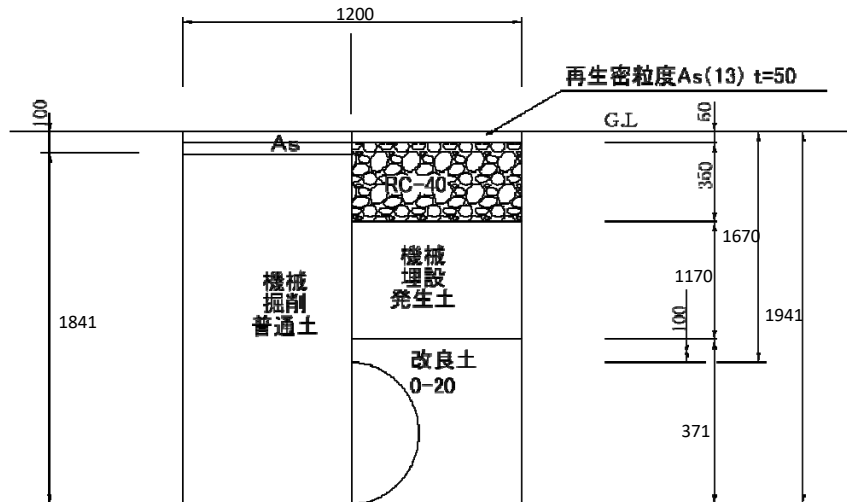 1200
再生密粒度As(13) t=50
100
G.L
50
As
350
RC-40
1670
機械
埋設
発生土
機械
掘削
普通土
1170
100
1941
1841
改良土
0-20
371